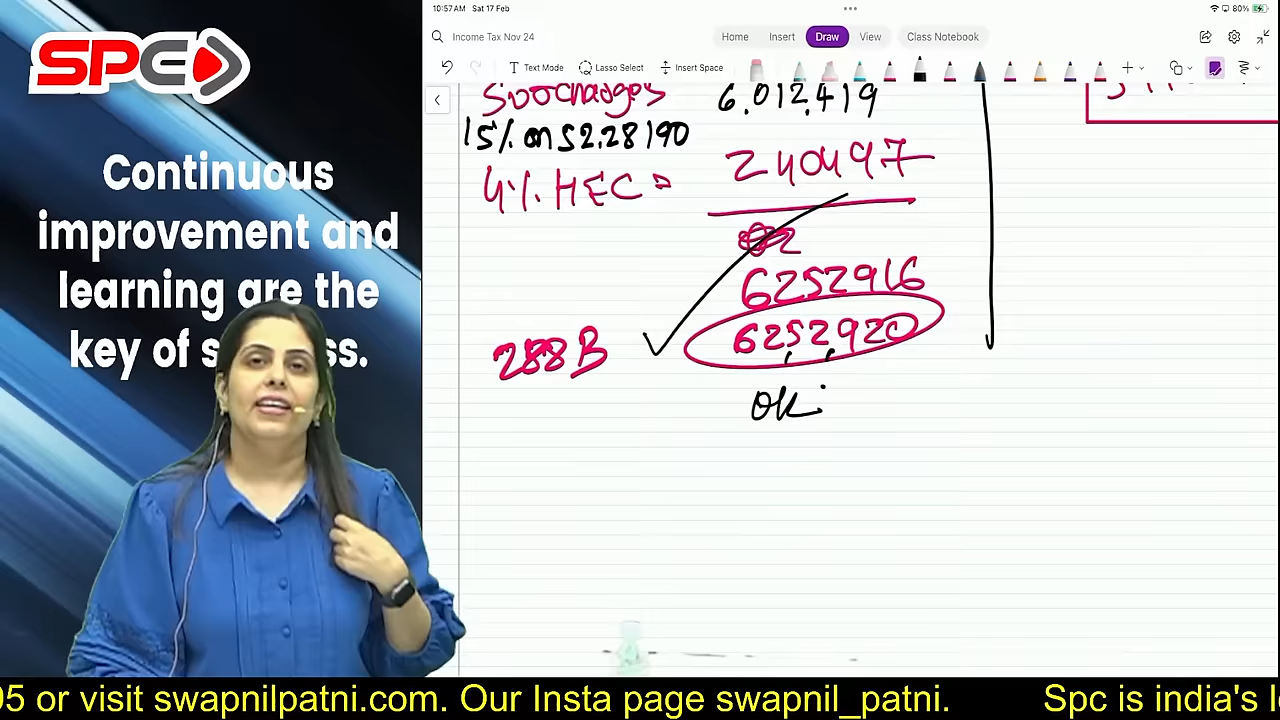 10:57 AM Sat 17 Feb
80%
Income Tax Nov 24
Home Insert Draw View Class Notebook
Text Mode Lasso Select Insert Space
SPC
Continuous
improvement and
learning are the
key of s ss.
Surcharges 6,012,419
15% on 52,28190
4% HEC = 240497
6252916
288B 6252920
ok
05 or visit swapnilpatni.com. Our Insta page swapnil_patni. Spc is india's l